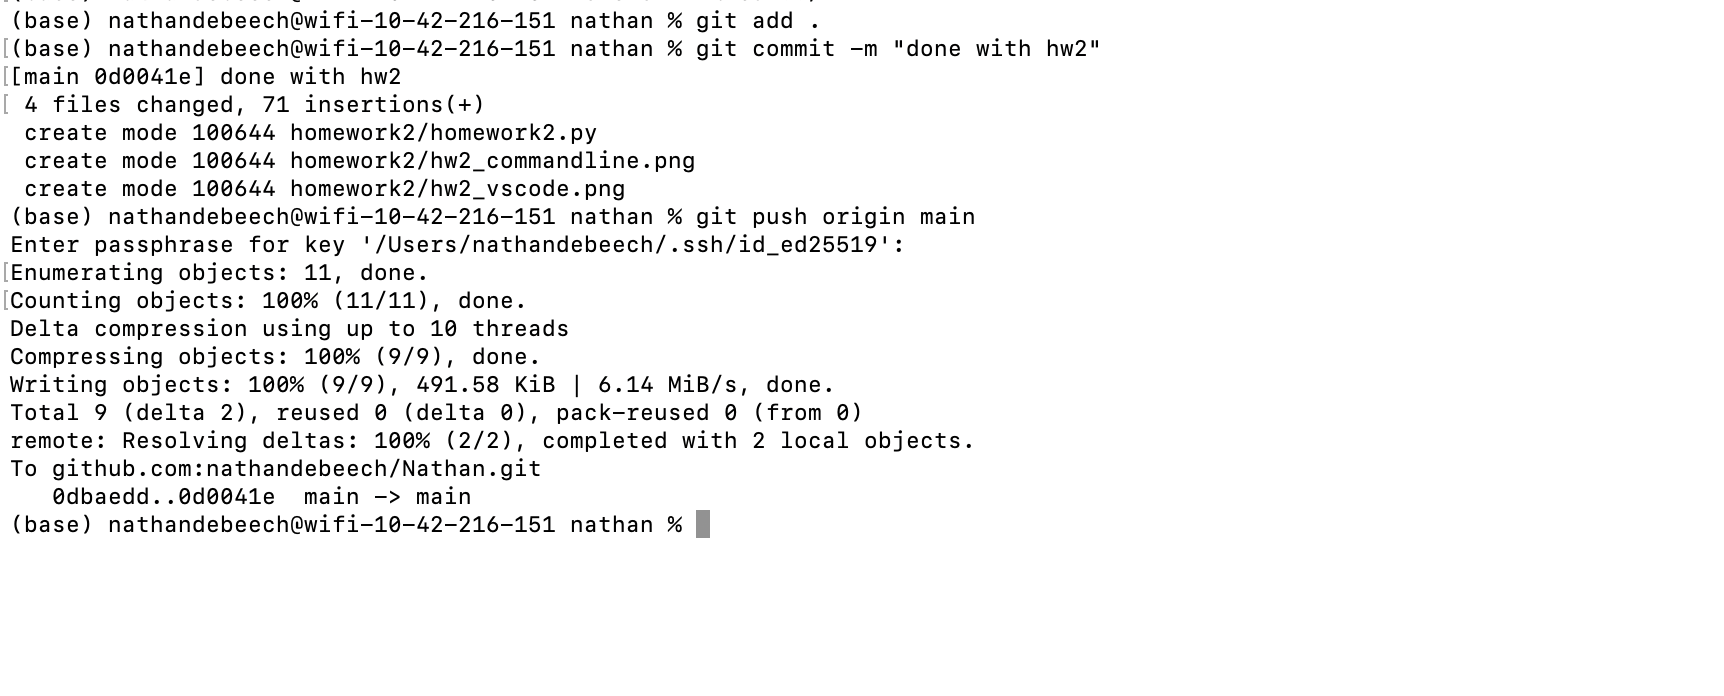 (base) nathandebeech@wifi-10-42-216-151 nathan % git add .
[(base) nathandebeech@wifi-10-42-216-151 nathan % git commit -m "done with hw2"
[[main 0d0041e] done with hw2
[ 4 files changed, 71 insertions(+)
 create mode 100644 homework2/homework2.py
 create mode 100644 homework2/hw2_commandline.png
 create mode 100644 homework2/hw2_vscode.png
(base) nathandebeech@wifi-10-42-216-151 nathan % git push origin main
Enter passphrase for key '/Users/nathandebeech/.ssh/id_ed25519':
[Enumerating objects: 11, done.
[Counting objects: 100% (11/11), done.
Delta compression using up to 10 threads
Compressing objects: 100% (9/9), done.
Writing objects: 100% (9/9), 491.58 KiB | 6.14 MiB/s, done.
Total 9 (delta 2), reused 0 (delta 0), pack-reused 0 (from 0)
remote: Resolving deltas: 100% (2/2), completed with 2 local objects.
To github.com:nathandebeech/Nathan.git
   0dbaedd..0d0041e  main -> main
(base) nathandebeech@wifi-10-42-216-151 nathan %